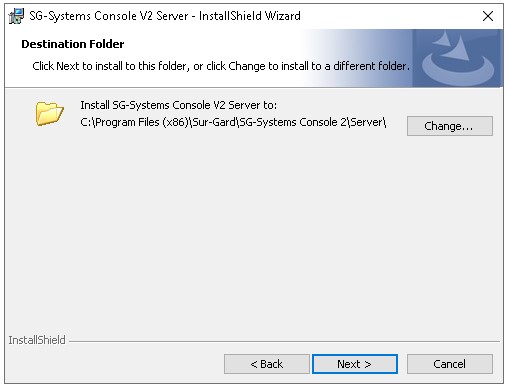 SG-Systems Console V2 Server - InstallShield Wizard
Destination Folder
Click Next to install to this folder, or click Change to install to a different folder.
Install SG-Systems Console V2 Server to:
C:\Program Files (x86)\Sur-Gard\SG-Systems Console 2\Server\
Change...
InstallShield
< Back
Next >
Cancel